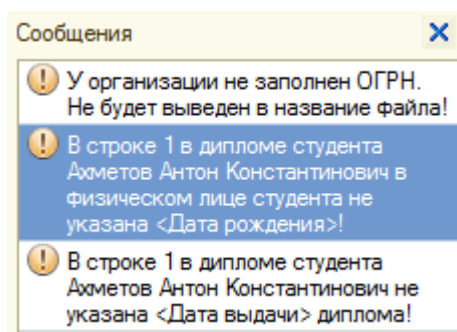 Сообщения
У организации не заполнен ОГРН.
Не будет выведен в название файла!
В строке 1 в дипломе студента
Ахметов Антон Константинович в
физическом лице студента не
указана <Дата рождения>!
В строке 1 в дипломе студента
Ахметов Антон Константинович не
указана <Дата выдачи> диплома!